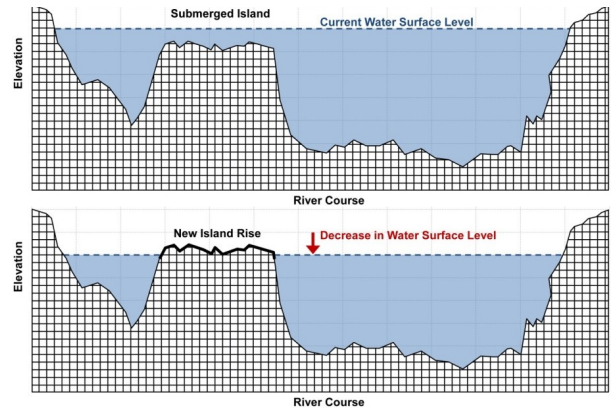 Submerged Island
Current Water Surface Level
Elevation
River Course
New Island Rise
Decrease in Water Surface Level
Elevation
River Course